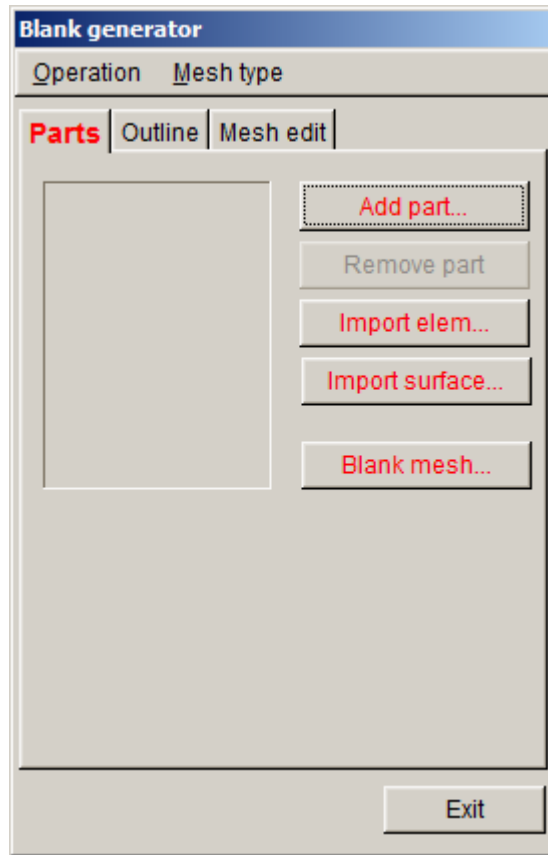 Blank generator
Operation Mesh type
Parts Outline Mesh edit
Add part...
Remove part
Import elem...
Import surface...
Blank mesh...
Exit